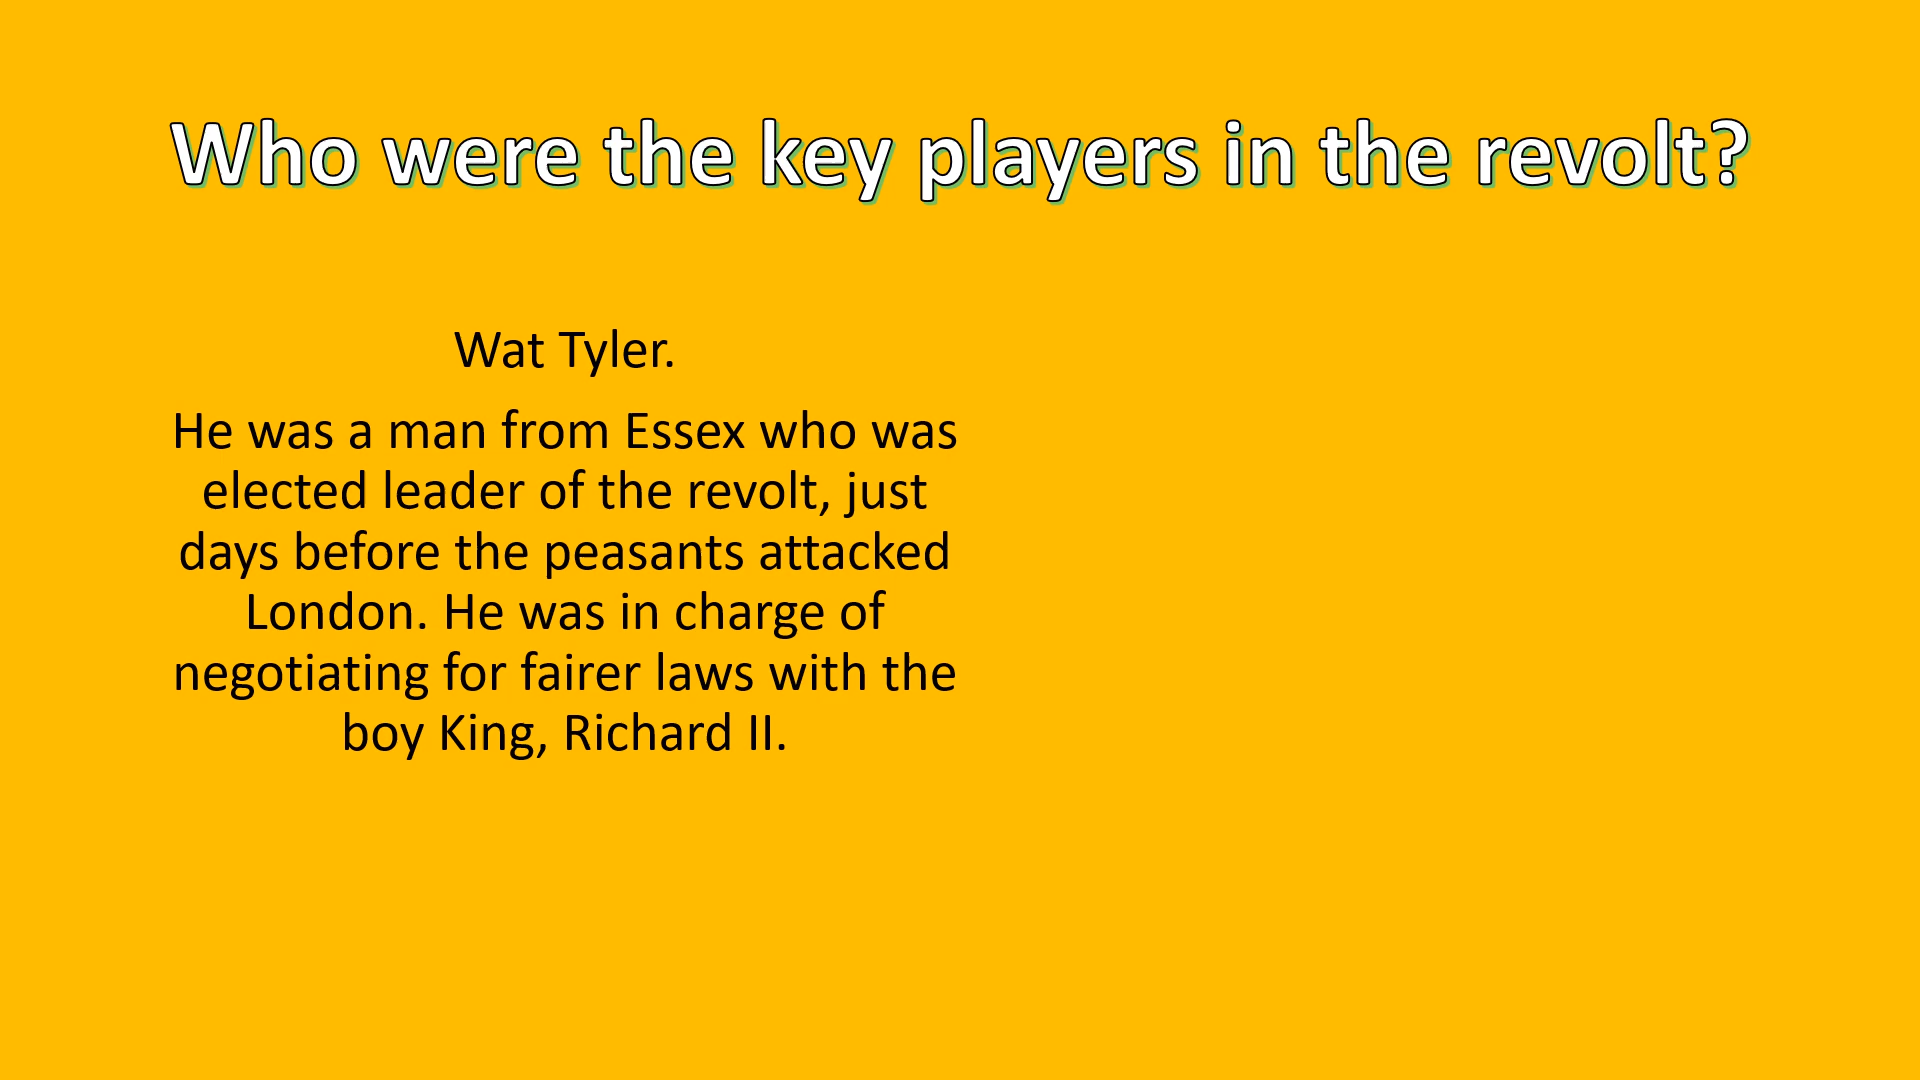 Who were the key players in the revolt?
Wat Tyler.
He was a man from Essex who was
elected leader of the revolt, just
days before the peasants attacked
London. He was in charge of
negotiating for fairer laws with the
boy King, Richard II.